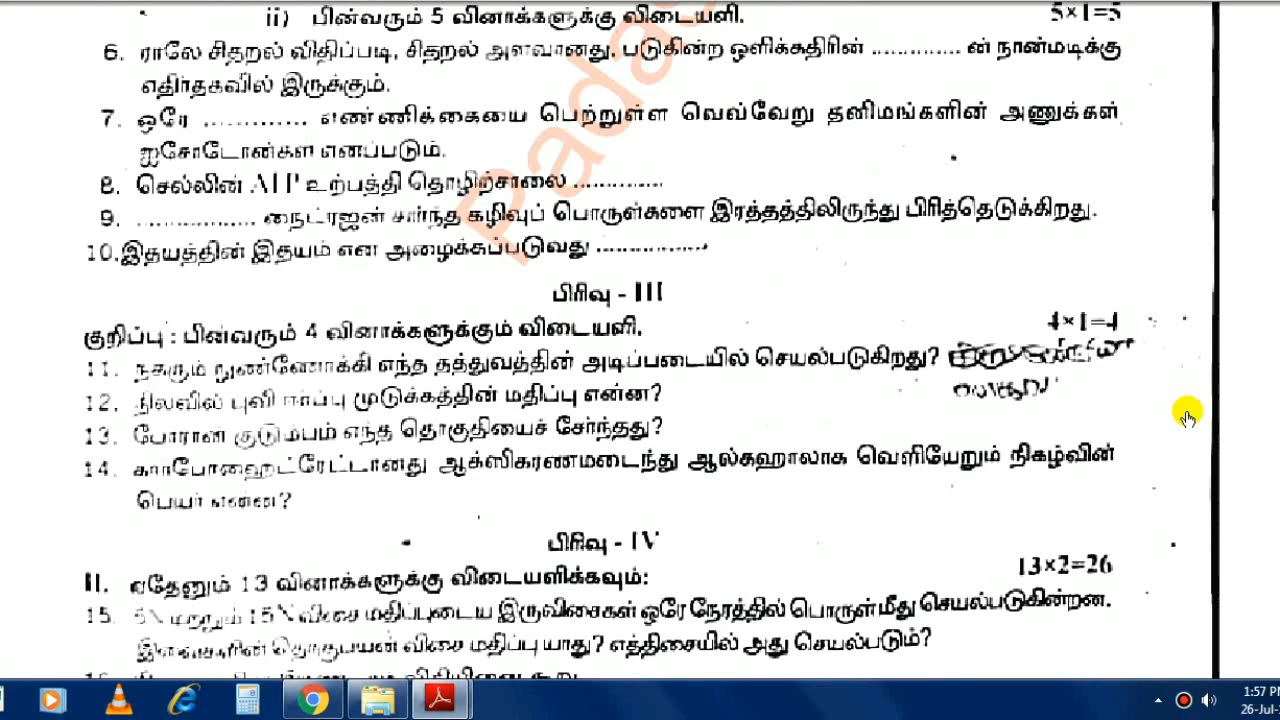 ii) பின்வரும் 5 வினாக்களுக்கு விடையளி. 5×1=5
6. ராலே சிதறல் விதிப்படி, சிதறல் அளவானது, படுகின்ற ஒளிக்கதிரின் ............. ன் நான்மடிக்கு
எதிர்தகவில் இருக்கும்.
7. ஒரே ............... எண்ணிக்கையை பெற்றுள்ள வெவ்வேறு தனிமங்களின் அணுக்கள்
ஐசோடோன்கள் எனப்படும்.
8. செல்லின் ATP உற்பத்தி தொழிற்சாலை .............
9. .................. நைட்ரஜன் சார்ந்த கழிவுப் பொருள்களை இரத்தத்திலிருந்து பிரித்தெடுக்கிறது.
10.இதயத்தின் இதயம் என அழைக்கப்படுவது .................
பிரிவு - III
குறிப்பு : பின்வரும் 4 வினாக்களுக்கும் விடையளி. 4×1=4
11. நகரும் நுண்ணோக்கி எந்த தத்துவத்தின் அடிப்படையில் செயல்படுகிறது?
12. நிலவில் புவி ஈர்ப்பு முடுக்கத்தின் மதிப்பு என்ன?
13. போரான் குடும்பம் எந்த தொகுதியைச் சேர்ந்தது?
14. கார்போஹைட்ரேட்டானது ஆக்ஸிகரணமடைந்து ஆல்கஹாலாக வெளியேறும் நிகழ்வின்
பெயர் என்ன?
பிரிவு - IV
II. ஏதேனும் 13 வினாக்களுக்கு விடையளிக்கவும்: 13×2=26
15. 5N மற்றும் 15N விசை மதிப்புடைய இருவிசைகள் ஒரே நேரத்தில் பொருள் மீது செயல்படுகின்றன.
இவைகளின் தொகுபயன் விசை மதிப்பு யாது? எத்திசையில் அது செயல்படும்?
Pada
1:57 PM
26-Jul-